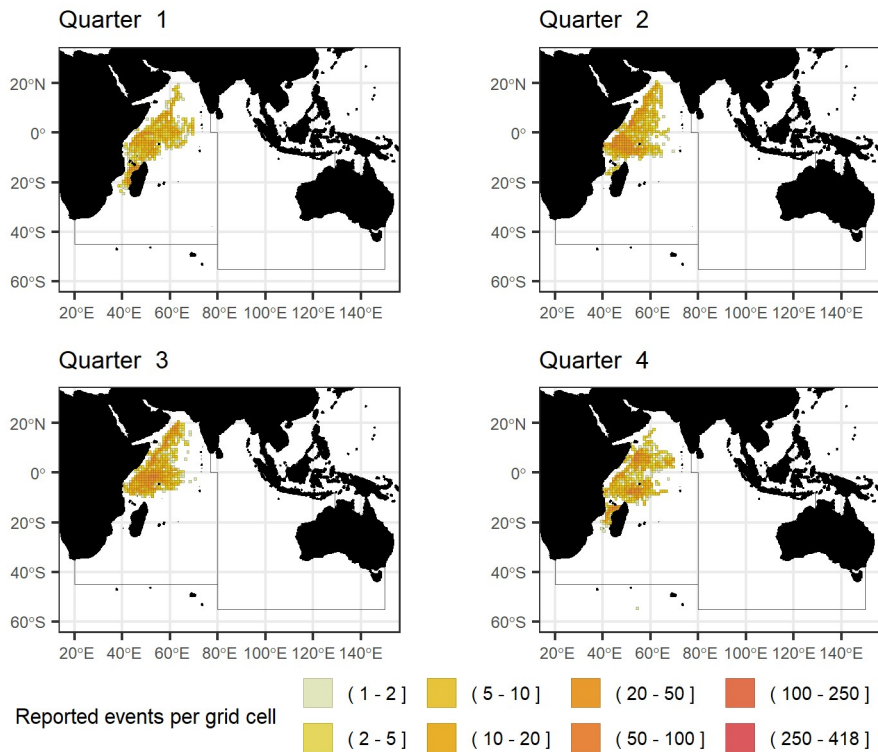 Quarter 1
Quarter 2
20°N
0°
20°S
40°S
60°S
20°E 40°E 60°E 80°E 100°E 120°E 140°E
20°N
0°
20°S
40°S
60°S
20°E 40°E 60°E 80°E 100°E 120°E 140°E
Quarter 3
Quarter 4
20°N
0°
20°S
40°S
60°S
20°E 40°E 60°E 80°E 100°E 120°E 140°E
20°N
0°
20°S
40°S
60°S
20°E 40°E 60°E 80°E 100°E 120°E 140°E
Reported events per grid cell
( 1 - 2 ] ( 5 - 10 ] ( 20 - 50 ] ( 100 - 250 ]
( 2 - 5 ] ( 10 - 20 ] ( 50 - 100 ] ( 250 - 418 ]